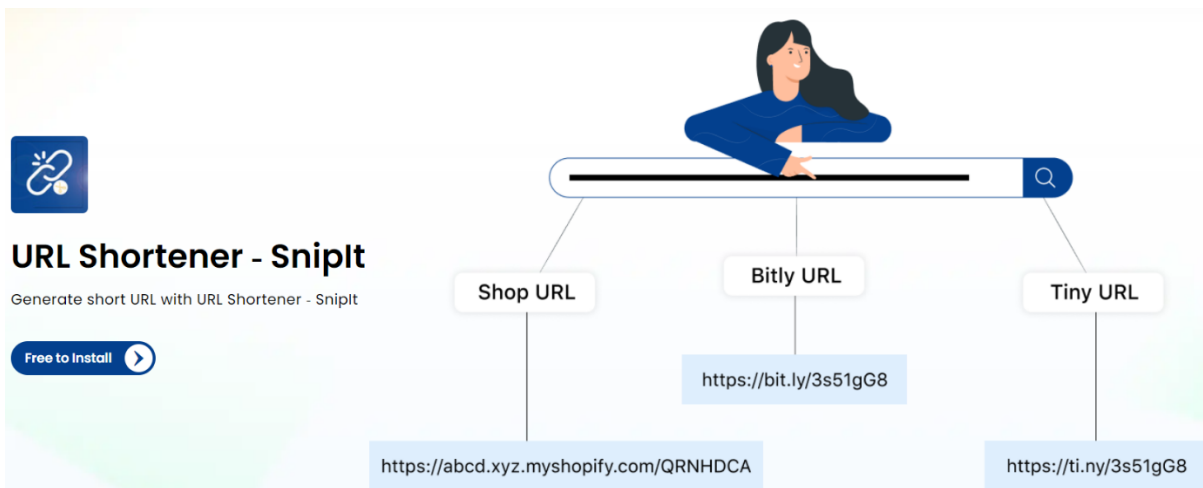 URL Shortener - SnipIt
Generate short URL with URL Shortener - SnipIt
Free to Install
Shop URL
Bitly URL
Tiny URL
https://bit.ly/3s51gG8
https://abcd.xyz.myshopify.com/QRNHDCA
https://ti.ny/3s51gG8